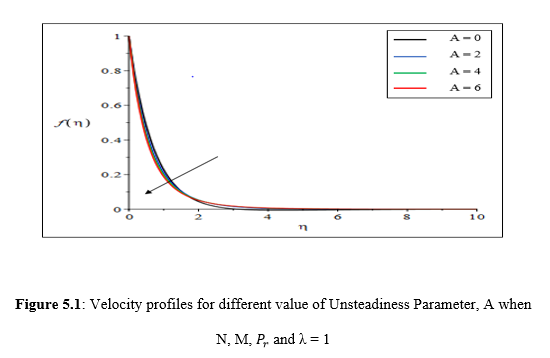 A = 0
A = 2
A = 4
A = 6
1
0.8
0.6
f(η)
0.4
0.2
0
0 2 4 6 8 10
η
Figure 5.1: Velocity profiles for different value of Unsteadiness Parameter, A when
N, M, Pr and λ = 1